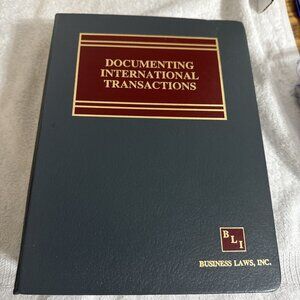 DOCUMENTING
INTERNATIONAL
TRANSACTIONS
B
L
I
BUSINESS LAWS, INC.